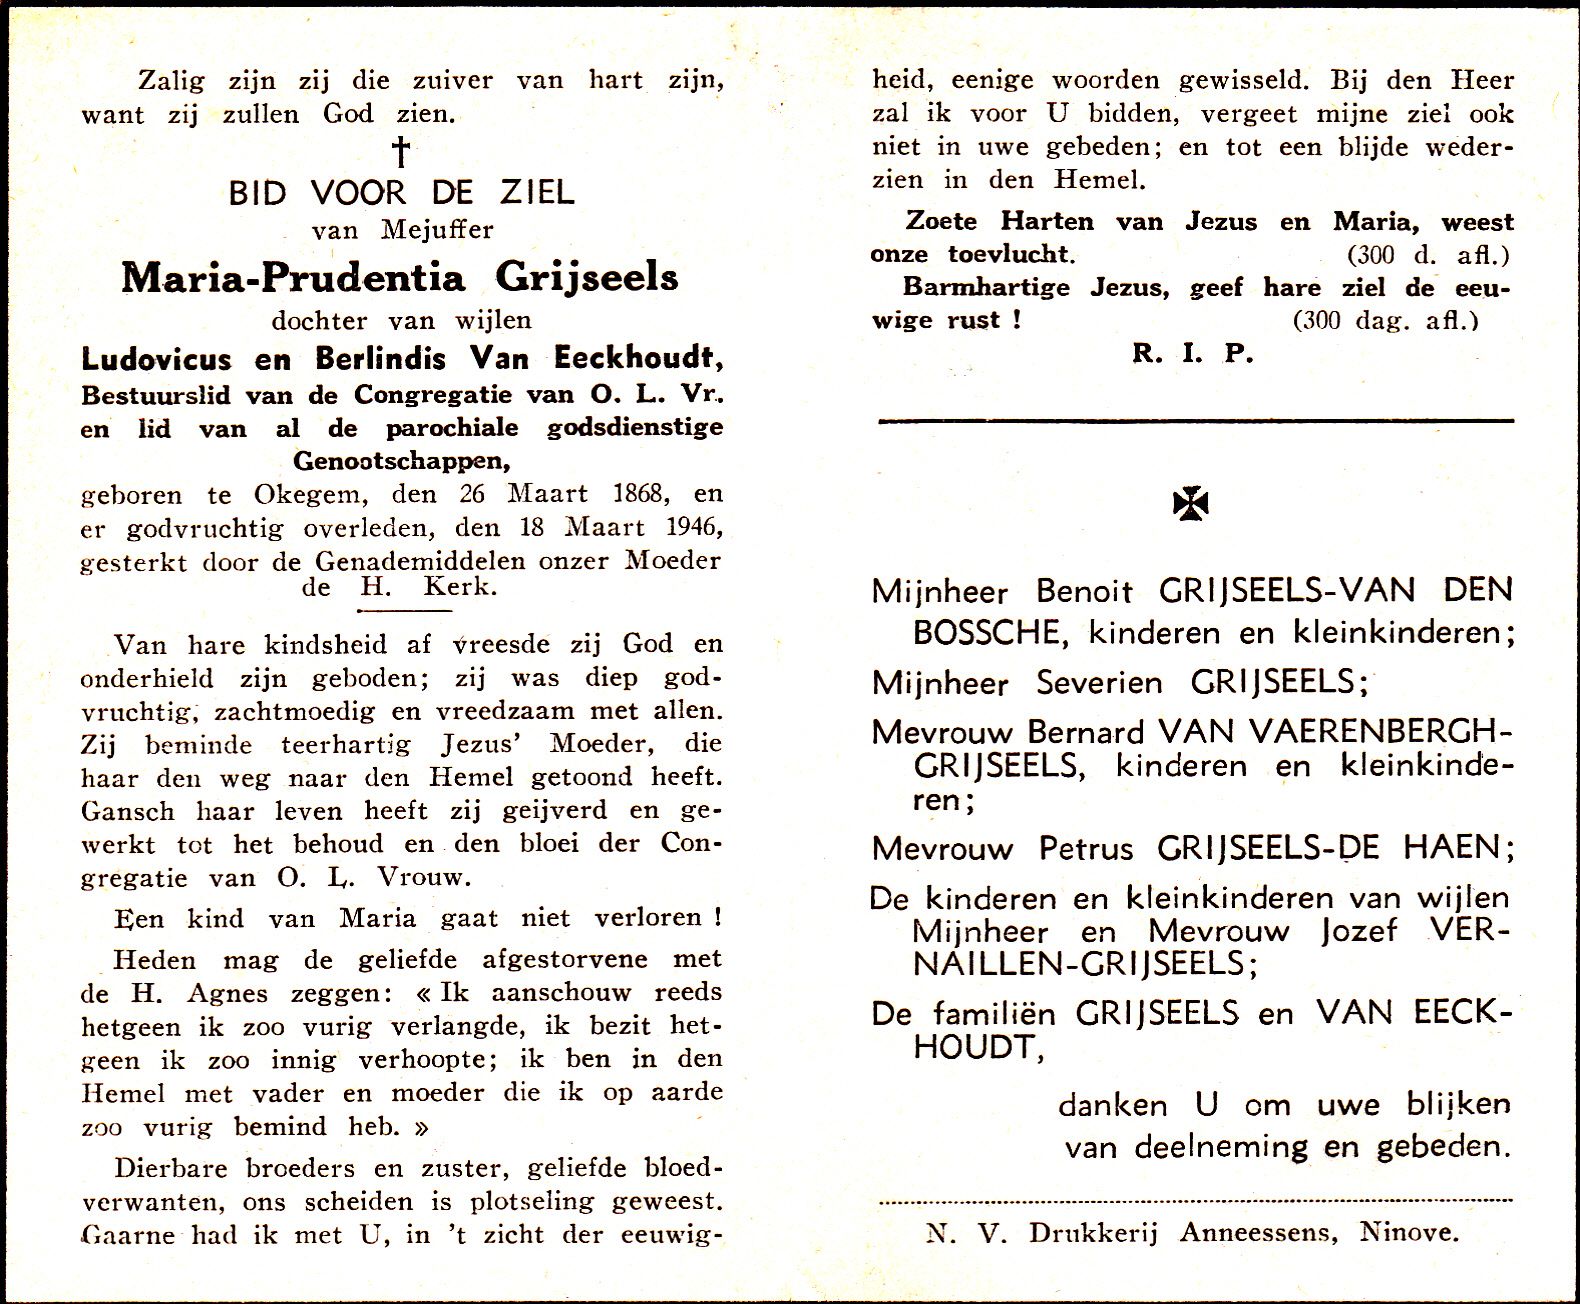 Zalig zijn zij die zuiver van hart zijn,
want zij zullen God zien.
†
BID VOOR DE ZIEL
van Mejuffer
Maria-Prudentia Grijseels
dochter van wijlen
Ludovicus en Berlindis Van Eeckhoudt,
Bestuurslid van de Congregatie van O. L. Vr.
en lid van al de parochiale godsdienstige
Genootschappen,
geboren te Okegem, den 26 Maart 1868, en
er godvruchtig overleden, den 18 Maart 1946,
gesterkt door de Genademiddelen onzer Moeder
de H. Kerk.
Van hare kindsheid af vreesde zij God en
onderhield zijn geboden; zij was diep god-
vruchtig, zachtmoedig en vreedzaam met allen.
Zij beminde teerhartig Jezus' Moeder, die
haar den weg naar den Hemel getoond heeft.
Gansch haar leven heeft zij geijverd en ge-
werkt tot het behoud en den bloei der Con-
gregatie van O. L. Vrouw.
Een kind van Maria gaat niet verloren !
Heden mag de geliefde afgestorvene met
de H. Agnes zeggen: « Ik aanschouw reeds
hetgeen ik zoo vurig verlangde, ik bezit het-
geen ik zoo innig verhoopte; ik ben in den
Hemel met vader en moeder die ik op aarde
zoo vurig bemind heb. »
Dierbare broeders en zuster, geliefde bloed-
verwanten, ons scheiden is plotseling geweest.
Gaarne had ik met U, in 't zicht der eeuwig-
heid, eenige woorden gewisseld. Bij den Heer
zal ik voor U bidden, vergeet mijne ziel ook
niet in uwe gebeden; en tot een blijde weder-
zien in den Hemel.
Zoete Harten van Jezus en Maria, weest
onze toevlucht. (300 d. afl.)
Barmhartige Jezus, geef hare ziel de eeu-
wige rust ! (300 dag. afl.)
R. I. P.
✠
Mijnheer Benoit GRIJSEELS-VAN DEN
BOSSCHE, kinderen en kleinkinderen;
Mijnheer Severien GRIJSEELS;
Mevrouw Bernard VAN VAERENBERGH-
GRIJSEELS, kinderen en kleinkinde-
ren;
Mevrouw Petrus GRIJSEELS-DE HAEN;
De kinderen en kleinkinderen van wijlen
Mijnheer en Mevrouw Jozef VER-
NAILLEN-GRIJSEELS;
De familiën GRIJSEELS en VAN EECK-
HOUDT,
danken U om uwe blijken
van deelneming en gebeden.
N. V. Drukkerij Anneessens, Ninove.